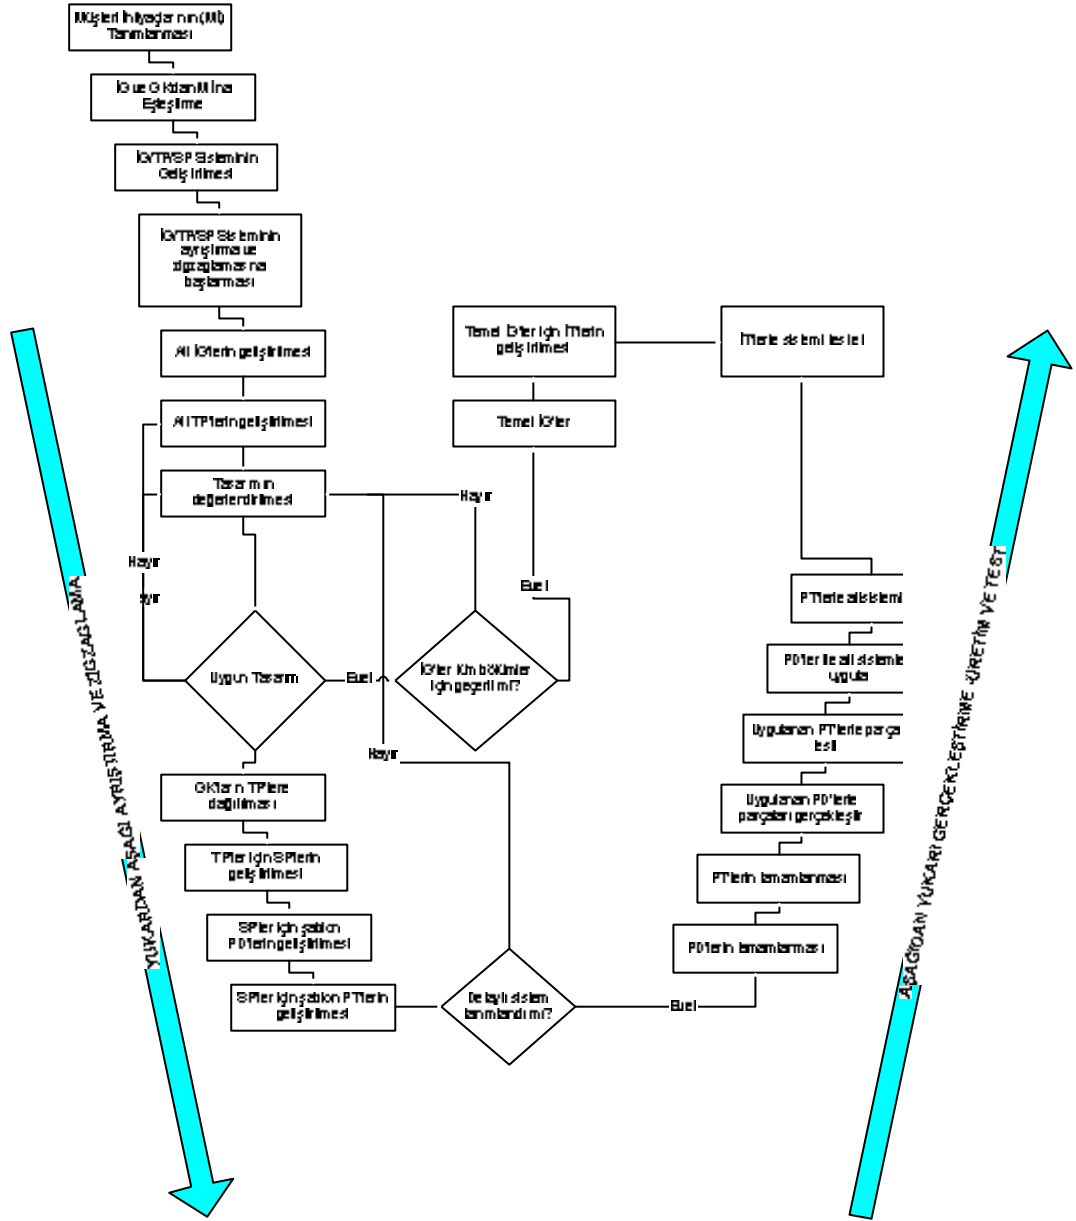 Müşteri İhtiyaçlarının (Mİ)
Tanımlanması
İG ve GK'dan Mİ'na
Eşleştirme
İG/TP/SP Sisteminin
Geliştirilmesi
İG/TP/SP Sisteminin
ayrıştırma ve
zigzaglamasına
başlanması
Alt İG'lerin geliştirilmesi
Alt TP'lerin geliştirilmesi
Tasarımın
değerlendirilmesi
Hayır
ayır
Uygun Tasarım
Evet
GK'ların TP'lere
dağıtılması
TP'ler için SP'lerin
geliştirilmesi
SP'ler için şablon
PD'lerin geliştirilmesi
SP'ler için şablon PT'lerin
geliştirilmesi
Temel İG'ler için İT'lerin
geliştirilmesi
Temel İG'ler
Hayır
Evet
İG'ler tüm bölümler
için geçerli mi?
Hayır
Detaylı sistem
tanımlandı mı?
Evet
İT'lerle sistemi test et
PT'lerle alt sistemi
PD'ler ile alt sistemle
uygula
Uygulanan PT'lerle parça
testi
Uygulanan PD'lerle
parçaları gerçekleştir
PT'lerin tamamlanması
PD'lerin tamamlanması
YUKARDAN AŞAĞI AYRIŞTIRMA VE ZIGZAGLAMA
AŞAĞIDAN YUKARI GERÇEKLEŞTİRME -ÜRETİM VE TEST